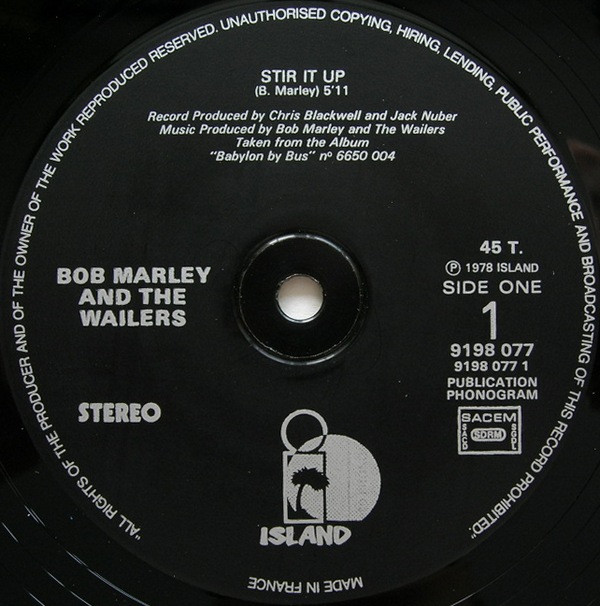 "ALL RIGHTS OF THE PRODUCER AND OF THE OWNER OF THE WORK REPRODUCED RESERVED. UNAUTHORISED COPYING, HIRING, LENDING, PUBLIC PERFORMANCE AND BROADCASTING OF THIS RECORD PROHIBITED."
STIR IT UP
(B. Marley) 5'11
Record Produced by Chris Blackwell and Jack Nuber
Music Produced by Bob Marley and The Wailers
Taken from the Album
"Babylon by Bus" nº 6650 004
BOB MARLEY
AND THE
WAILERS
STEREO
45 T.
Ⓟ 1978 ISLAND
SIDE ONE
1
9198 077
9198 077 1
PUBLICATION
PHONOGRAM
SACEM
SACD
SDRM
SGDL
ISLAND
MADE IN FRANCE